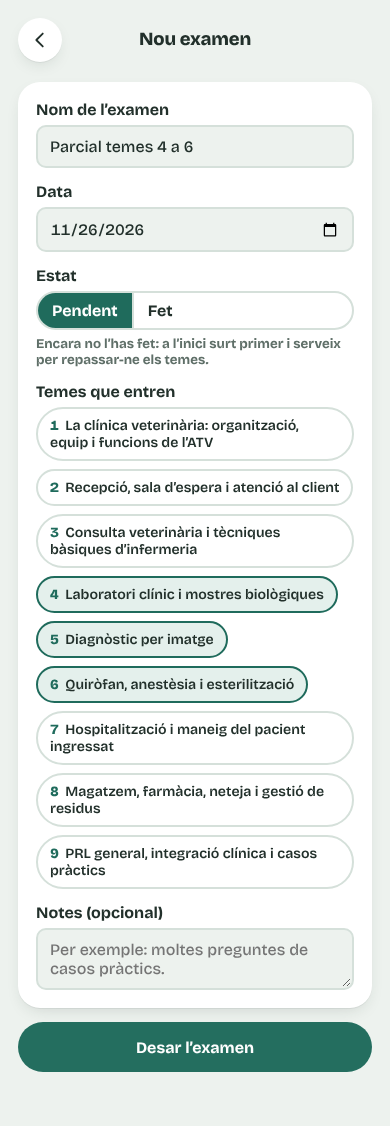 Nou examen
Nom de l’examen
Parcial temes 4 a 6
Data
11/26/2026
Estat
Pendent
Fet
Encara no l’has fet: a l’inici surt primer i serveix
per repassar-ne els temes.
Temes que entren
1 La clínica veterinària: organització,
equip i funcions de l’ATV
2 Recepció, sala d’espera i atenció al client
3 Consulta veterinària i tècniques
bàsiques d’infermeria
4 Laboratori clínic i mostres biològiques
5 Diagnòstic per imatge
6 Quiròfan, anestèsia i esterilització
7 Hospitalització i maneig del pacient
ingressat
8 Magatzem, farmàcia, neteja i gestió de
residus
9 PRL general, integració clínica i casos
pràctics
Notes (opcional)
Per exemple: moltes preguntes de
casos pràctics.
Desar l’examen